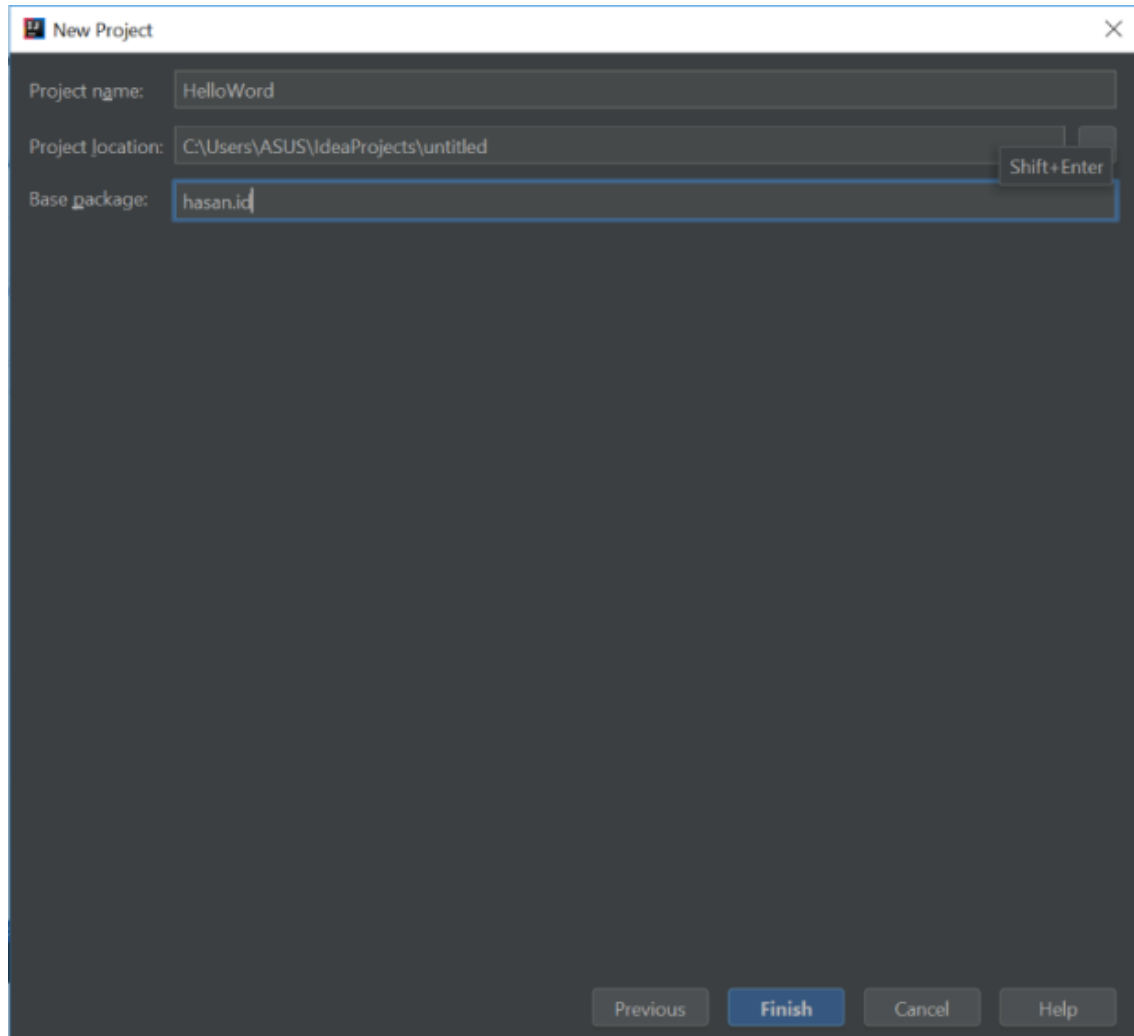 New Project
Project name: HelloWord
Project location: C:\Users\ASUS\IdeaProjects\untitled
Shift+Enter
Base package: hasan.id
Previous Finish Cancel Help